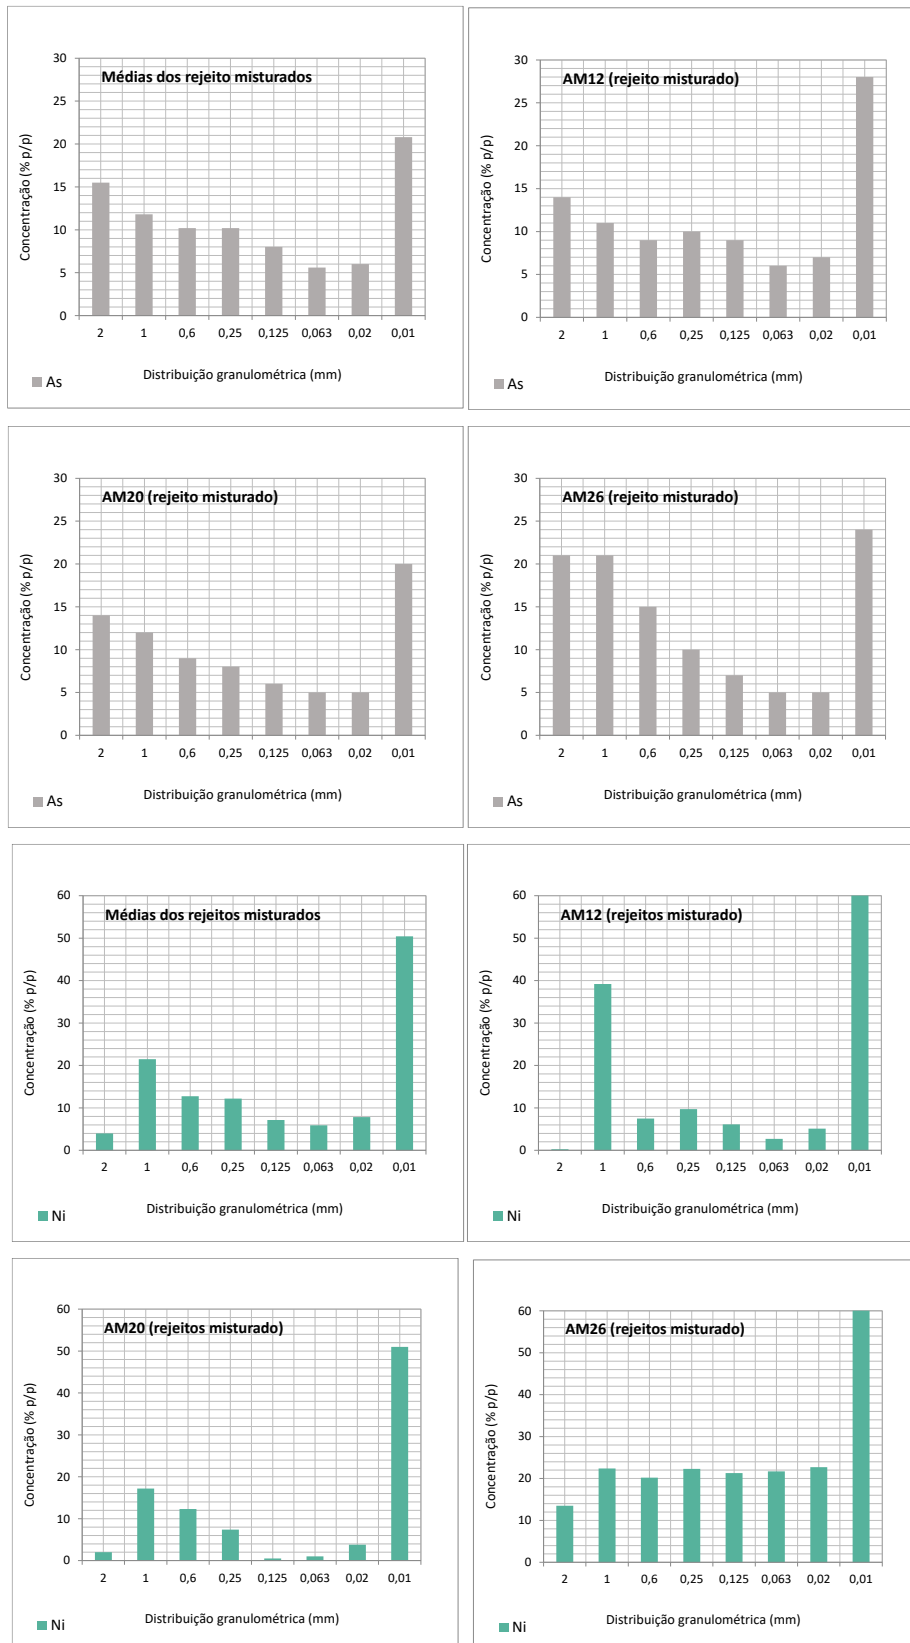 Médias dos rejeito misturados
Concentração (% p/p)
30
25
20
15
10
5
0
2 1 0,6 0,25 0,125 0,063 0,02 0,01
Distribuição granulométrica (mm)
As
AM12 (rejeito misturado)
Concentração (% p/p)
30
25
20
15
10
5
0
2 1 0,6 0,25 0,125 0,063 0,02 0,01
Distribuição granulométrica (mm)
As
AM20 (rejeito misturado)
Concentração (% p/p)
30
25
20
15
10
5
0
2 1 0,6 0,25 0,125 0,063 0,02 0,01
Distribuição granulométrica (mm)
As
AM26 (rejeito misturado)
Concentração (% p/p)
30
25
20
15
10
5
0
2 1 0,6 0,25 0,125 0,063 0,02 0,01
Distribuição granulométrica (mm)
As
Médias dos rejeitos misturados
Concentração (% p/p)
60
50
40
30
20
10
0
2 1 0,6 0,25 0,125 0,063 0,02 0,01
Distribuição granulométrica (mm)
Ni
AM12 (rejeitos misturado)
Concentração (% p/p)
60
50
40
30
20
10
0
2 1 0,6 0,25 0,125 0,063 0,02 0,01
Distribuição granulométrica (mm)
Ni
AM20 (rejeitos misturado)
Concentração (% p/p)
60
50
40
30
20
10
0
2 1 0,6 0,25 0,125 0,063 0,02 0,01
Distribuição granulométrica (mm)
Ni
AM26 (rejeitos misturado)
Concentração (% p/p)
60
50
40
30
20
10
0
2 1 0,6 0,25 0,125 0,063 0,02 0,01
Distribuição granulométrica (mm)
Ni